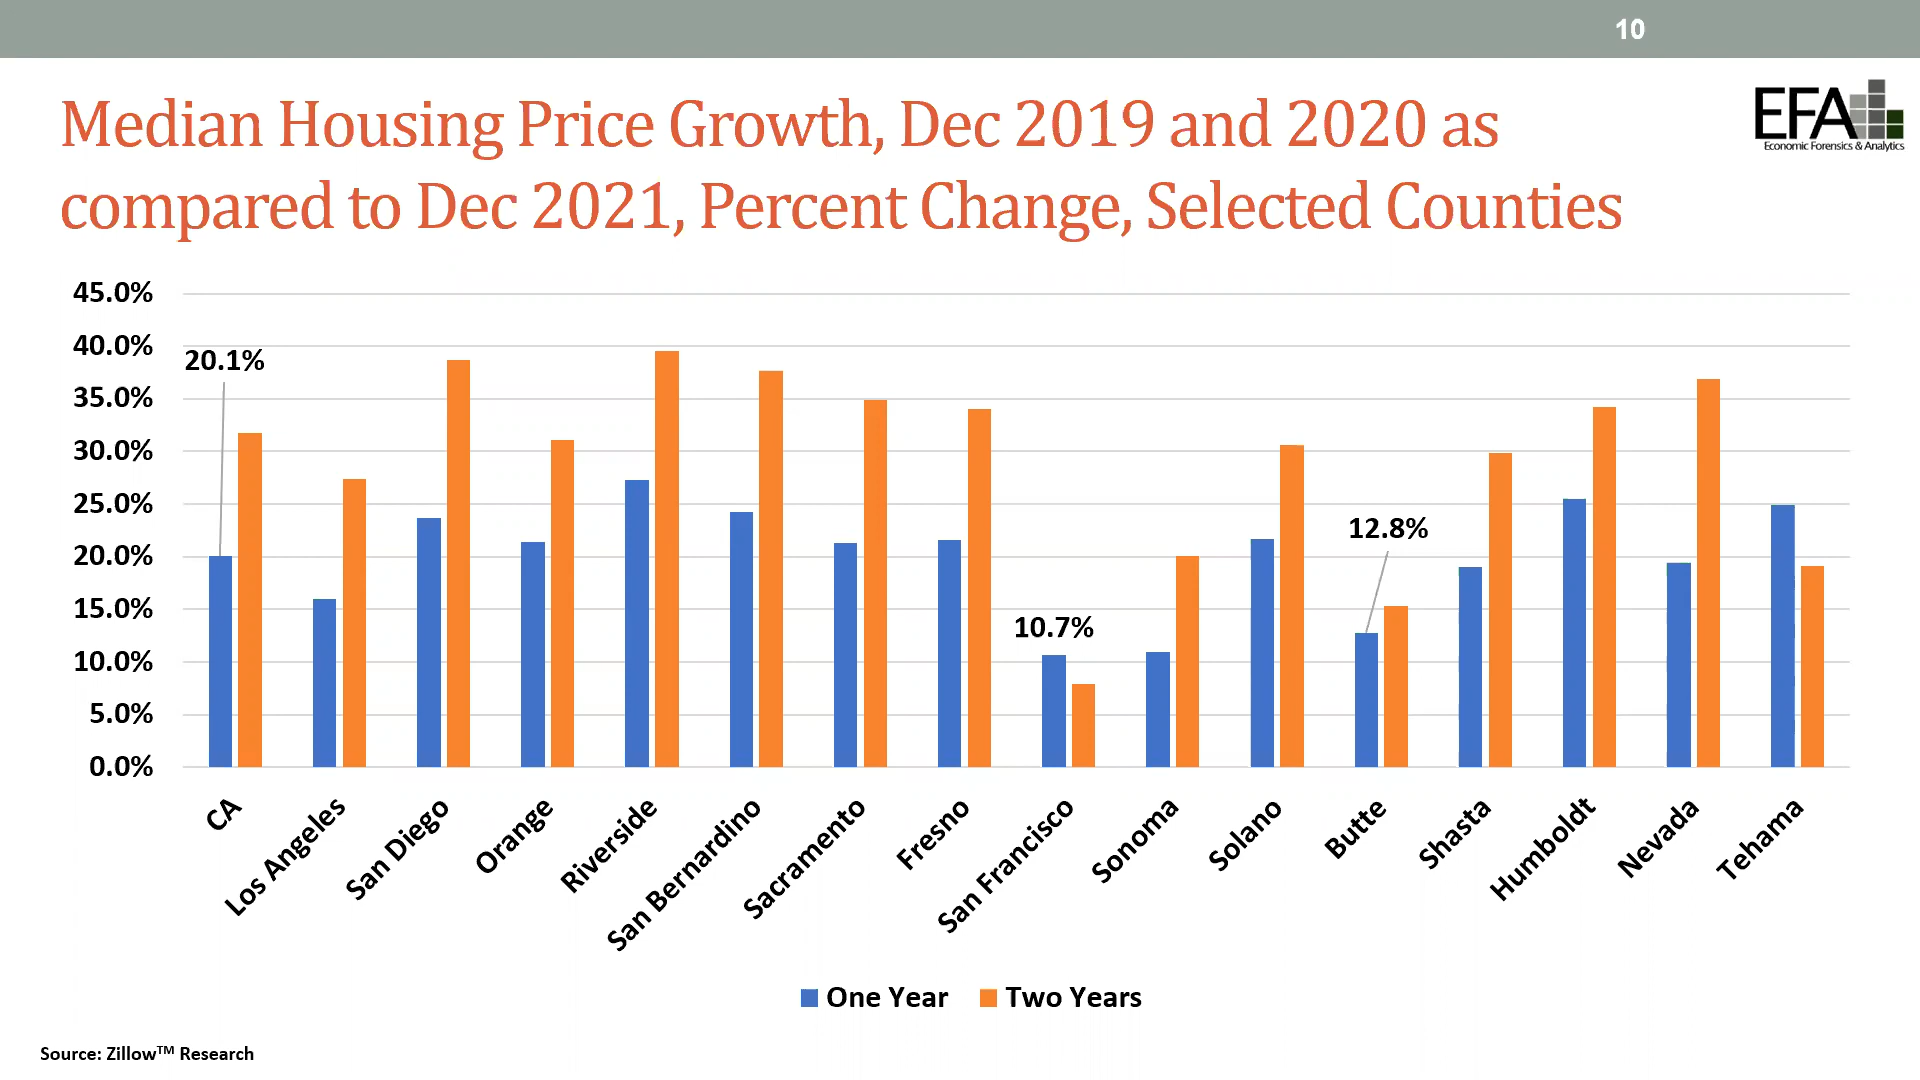 10
Median Housing Price Growth, Dec 2019 and 2020 as
compared to Dec 2021, Percent Change, Selected Counties
EFA
Economic Forensics & Analytics
45.0%
40.0%
35.0%
30.0%
25.0%
20.0%
15.0%
10.0%
5.0%
0.0%
20.1%
10.7%
12.8%
CA
Los Angeles
San Diego
Orange
Riverside
San Bernardino
Sacramento
Fresno
San Francisco
Sonoma
Solano
Butte
Shasta
Humboldt
Nevada
Tehama
One Year
Two Years
Source: Zillow™ Research